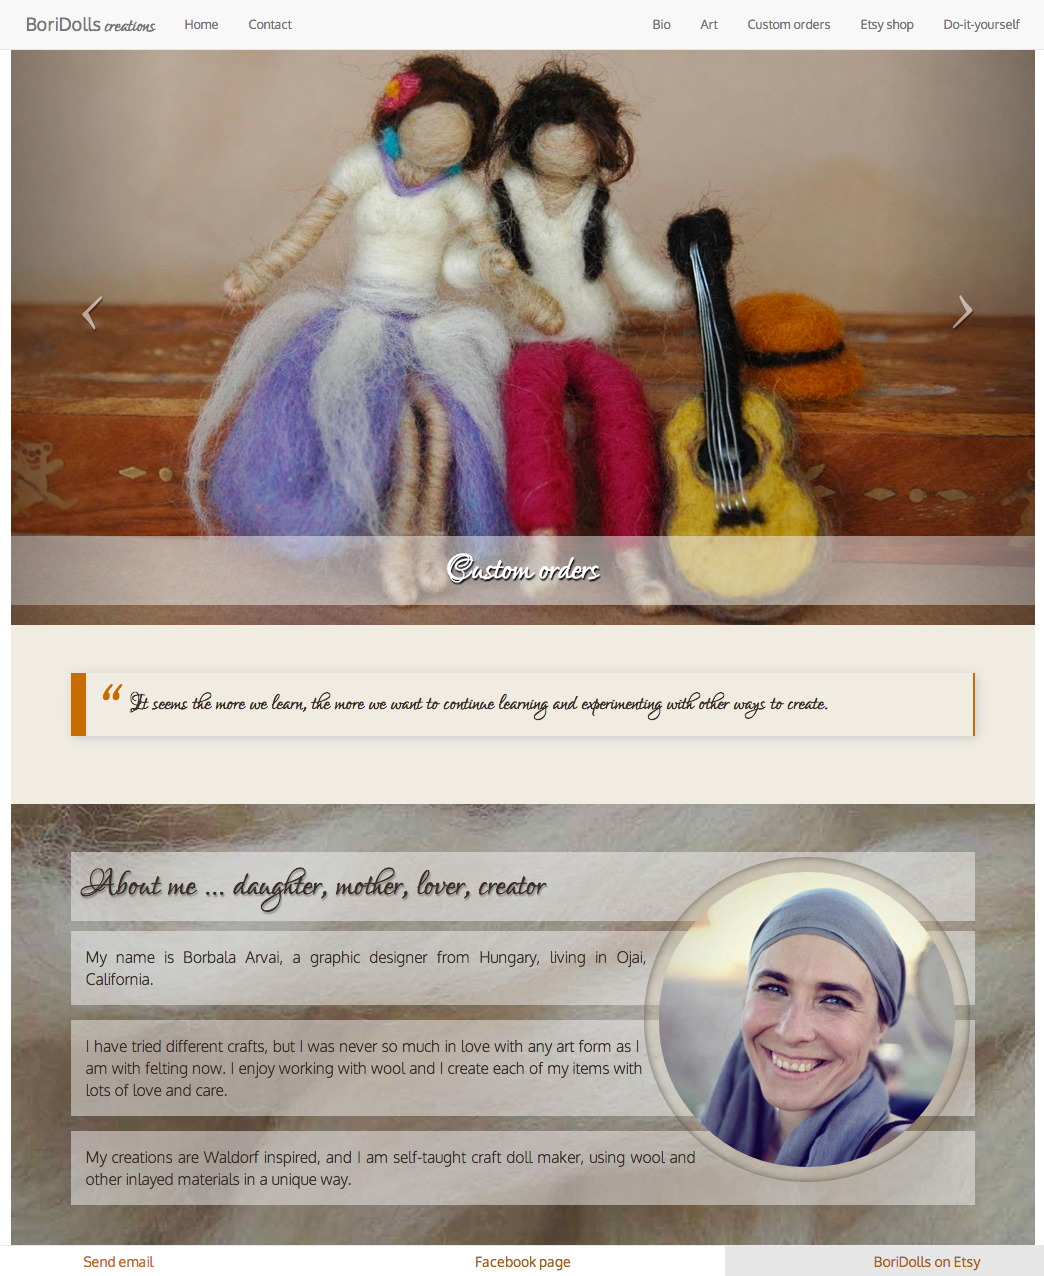 BoriDolls creations Home Contact Bio Art Custom orders Etsy shop Do-it-yourself
Custom orders
“ It seems the more we learn, the more we want to continue learning and experimenting with other ways to create.
About me ... daughter, mother, lover, creator
My name is Borbala Arvai, a graphic designer from Hungary, living in Ojai,
California.
I have tried different crafts, but I was never so much in love with any art form as I
am with felting now. I enjoy working with wool and I create each of my items with
lots of love and care.
My creations are Waldorf inspired, and I am self-taught craft doll maker, using wool and
other inlayed materials in a unique way.
Send email Facebook page BoriDolls on Etsy